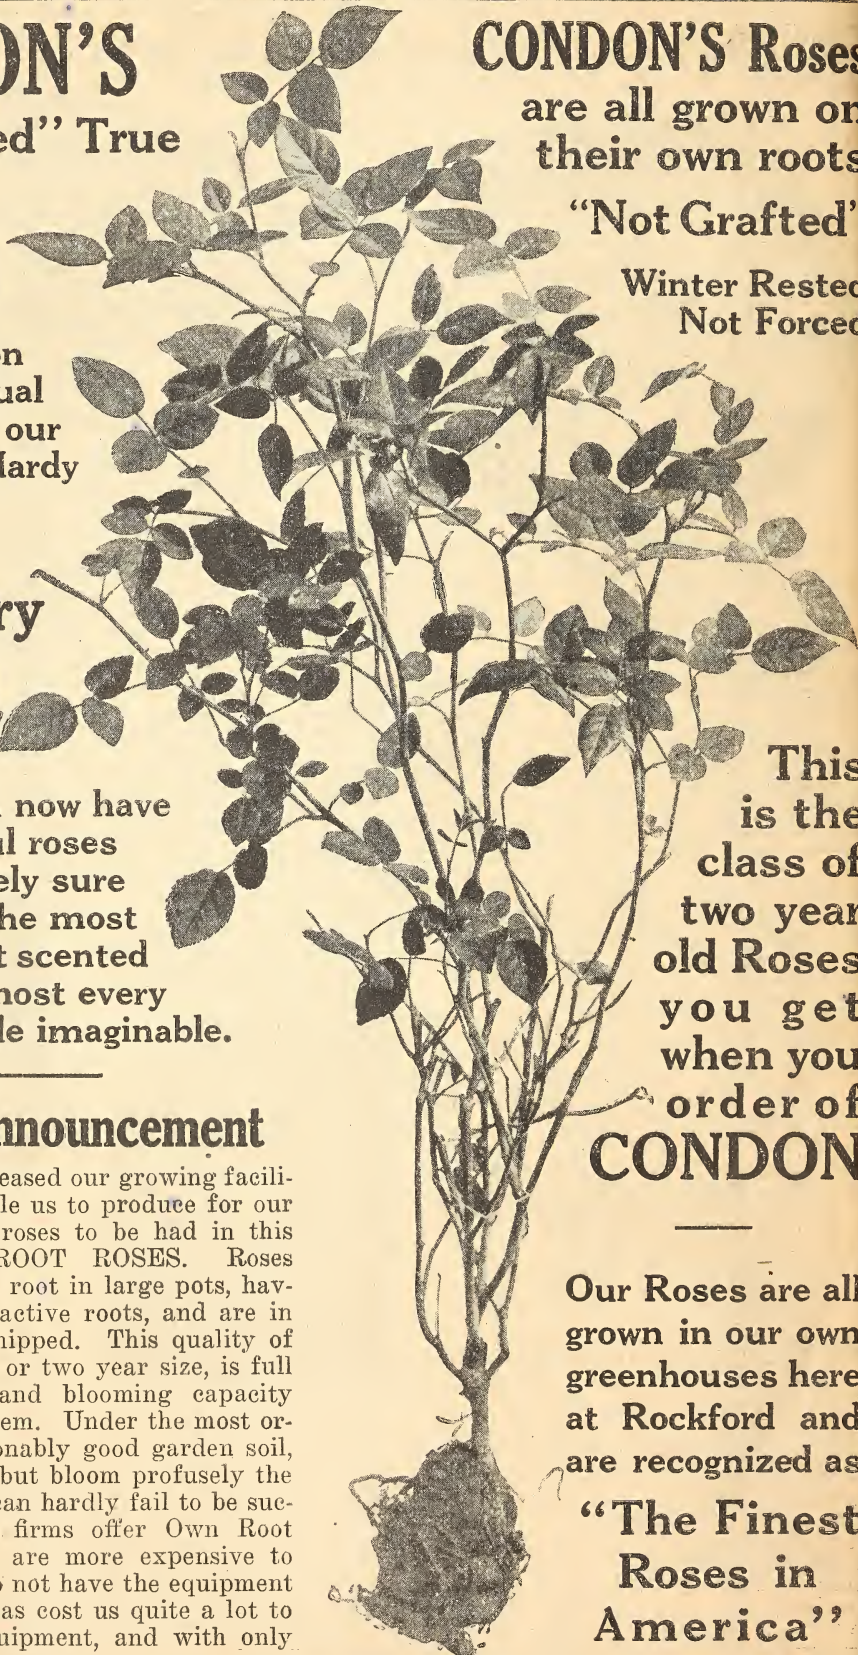 ON'S
ed" True
on
ual
our
Hardy
ry
now have
l roses
ely sure
he most
t scented
most every
le imaginable.
nnouncement
eased our growing facili-
le us to produce for our
roses to be had in this
ROOT ROSES. Roses
root in large pots, hav-
active roots, and are in
hipped. This quality of
or two year size, is full
and blooming capacity
em. Under the most or-
onably good garden soil,
but bloom profusely the
can hardly fail to be suc-
firms offer Own Root
are more expensive to
not have the equipment
as cost us quite a lot to
uipment, and with only
CONDON'S Roses
are all grown on
their own roots
"Not Grafted"
Winter Rested
Not Forced
This
is the
class of
two year
old Roses
you get
when you
order of
CONDON
Our Roses are all
grown in our own
greenhouses here
at Rockford and
are recognized as
"The Finest
Roses in
America"